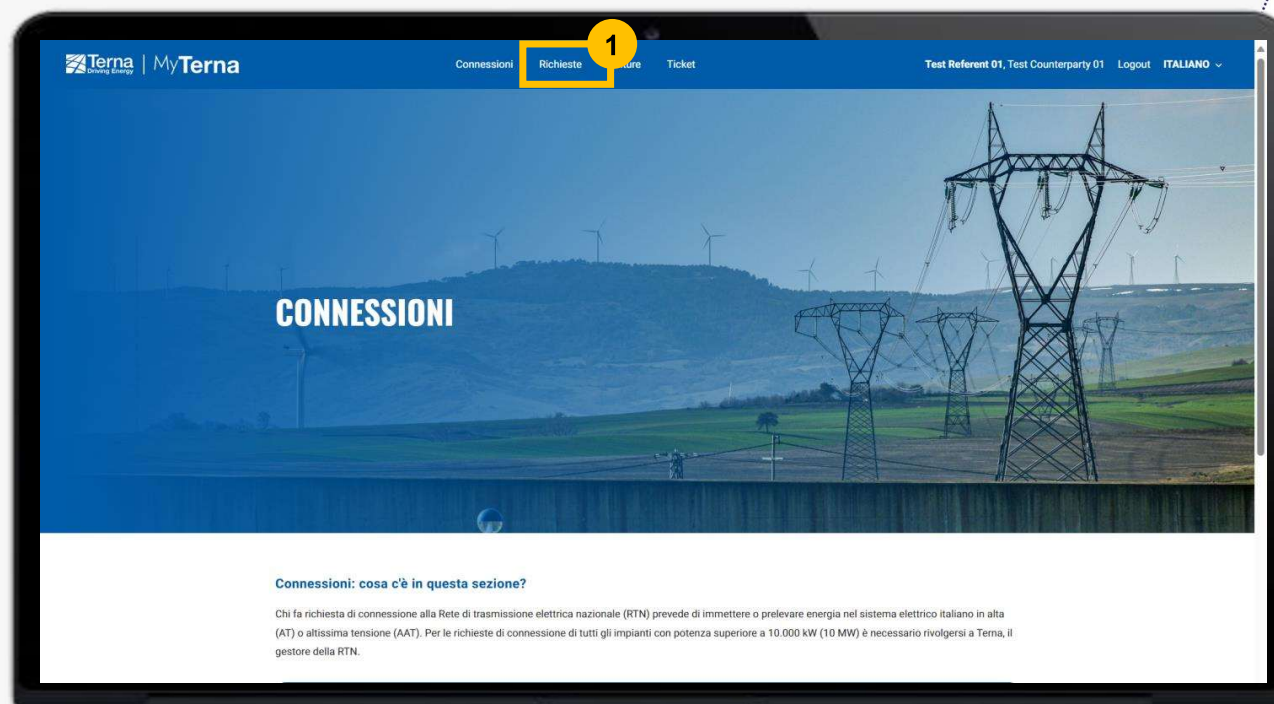 1
Terna Driving Energy | MyTerna
Connessioni Richieste Ticket
Test Referent 01, Test Counterparty 01 Logout ITALIANO
CONNESSIONI
Connessioni: cosa c'è in questa sezione?
Chi fa richiesta di connessione alla Rete di trasmissione elettrica nazionale (RTN) prevede di immettere o prelevare energia nel sistema elettrico italiano in alta
(AT) o altissima tensione (AAT). Per le richieste di connessione di tutti gli impianti con potenza superiore a 10.000 kW (10 MW) è necessario rivolgersi a Terna, il
gestore della RTN.